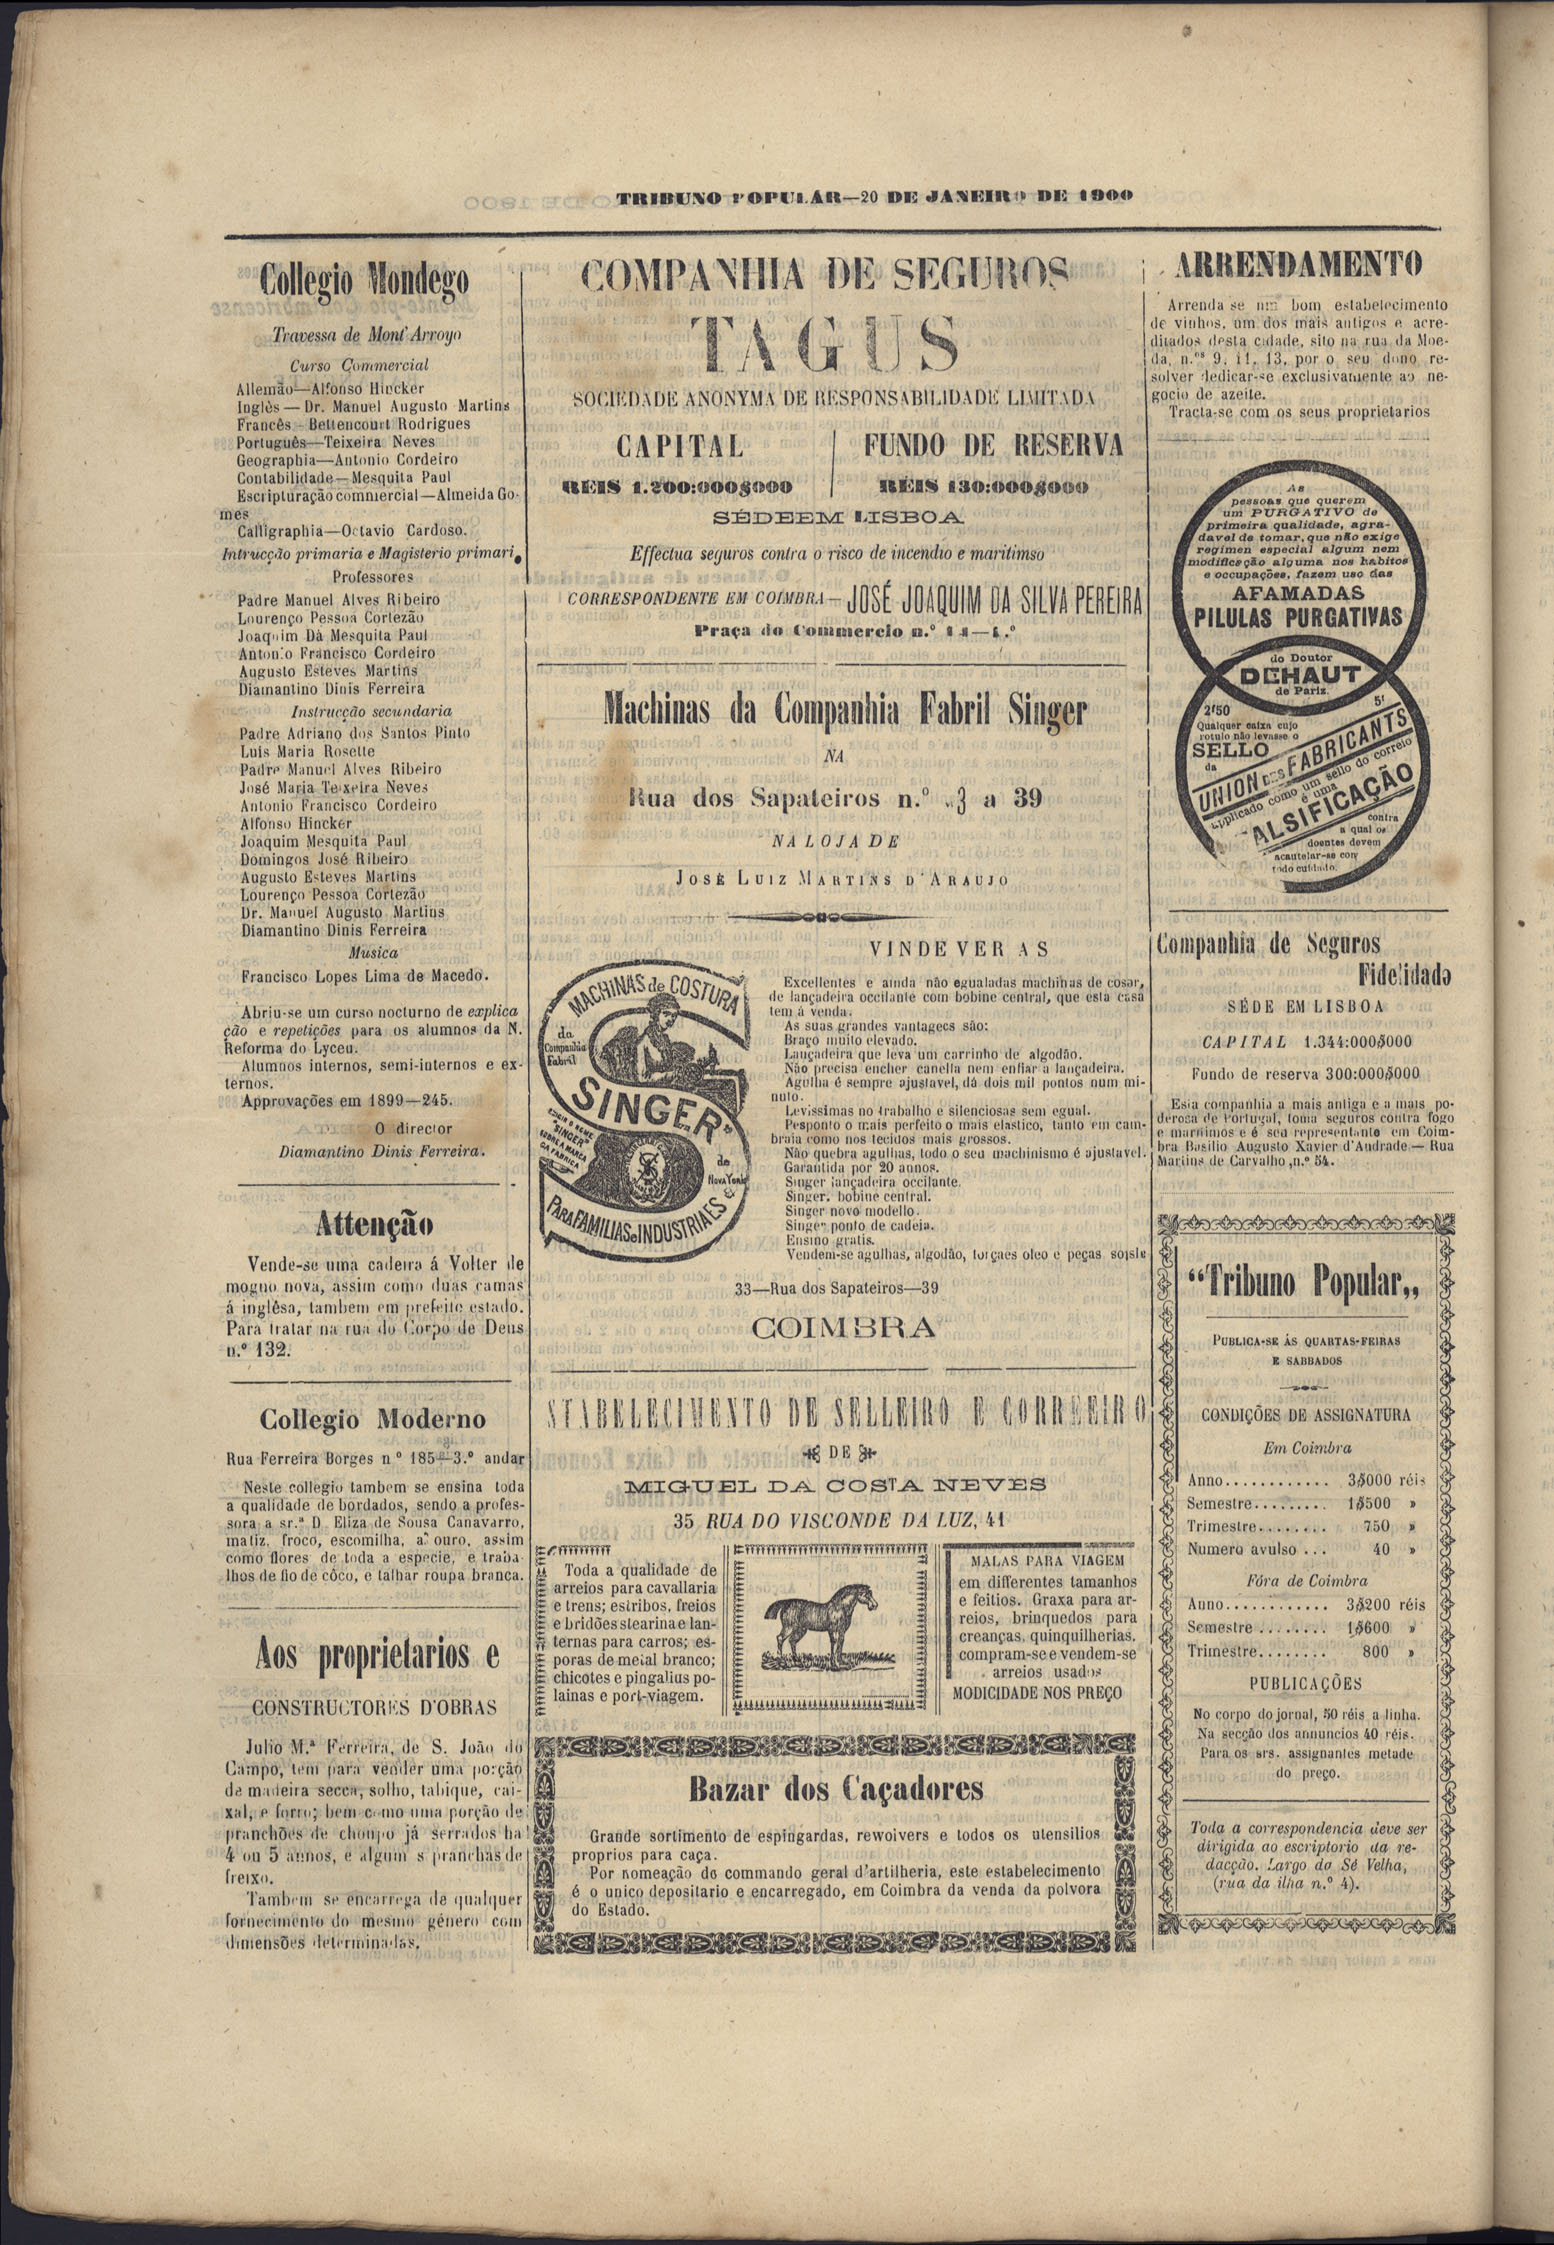 TRIBUNO POPULAR—20 DE JANEIRO DE 1900
Collegio Mondego
Travessa de Mont'Arroyo
Curso Commercial
Allemão—Alfonso Hincker
Inglês—Dr. Manuel Augusto Martins
Francês—Bettencourt Rodrigues
Português—Teixeira Neves
Geographia—Antonio Cordeiro
Contabilidade—Mesquita Paul
Escripturação commercial—Almeida Go-
mes
Calligraphia—Octavio Cardoso.
Intrucção primaria e Magisterio primari
Professores
Padre Manuel Alves Ribeiro
Lourenço Pessoa Cortezão
Joaquim Dà Mesquita Paul
Antonio Francisco Cordeiro
Augusto Esteves Martins
Diamantino Dinis Ferreira
Instrucção secundaria
Padre Adriano dos Santos Pinto
Luis Maria Rosette
Padre Manuel Alves Ribeiro
José Maria Teixeira Neves
Antonio Francisco Cordeiro
Alfonso Hincker
Joaquim Mesquita Paul
Domingos José Ribeiro
Augusto Esteves Martins
Lourenço Pessoa Cortezão
Dr. Manuel Augusto Martins
Diamantino Dinis Ferreira
Musica
Francisco Lopes Lima de Macedo.
Abriu-se um curso nocturno de explica
ção e repetições para os alumnos da N.
Reforma do Lyceu.
Alumnos internos, semi-internos e ex-
ternos.
Approvações em 1899—245.
O director
Diamantino Dinis Ferreira.
Attenção
Vende-se uma cadeira á Volter de
mogno nova, assim como duas camas
á inglêsa, tambem em prefeito estado.
Para tratar na rua do Corpo de Deus
n.º 132.
Collegio Moderno
Rua Ferreira Borges n º 185—3.º andar
Neste collegio tambem se ensina toda
a qualidade de bordados, sendo a profes-
sora a sr.ª D Eliza de Sousa Canavarro,
matiz, froco, escomilha, a ouro, assim
como flores de toda a especie, e traba-
lhos de fio de côco, e talhar roupa branca.
Aos proprietarios e
CONSTRUCTORES D'OBRAS
Julio M.ª Ferreira, de S. João do
Campo, tem para vender uma porção
de madeira secca, solho, tabique, cai-
xal, e forro; bem como uma porção de
pranchões de choupo já serrados ha
4 ou 5 annos, e algum s pranchas de
freixo.
Tambem se encarrega de qualquer
fornecimento do mesmo género com
dimensões determinadas.
COMPANHIA DE SEGUROS
TAGUS
SOCIEDADE ANONYMA DE RESPONSABILIDADE LIMITADA
CAPITAL
REIS 1.200:000$000
FUNDO DE RESERVA
RÉIS 130:000$000
SÉDEEM LISBOA
Effectua seguros contra o risco de incendio e maritimso
CORRESPONDENTE EM COIMBRA—JOSÉ JOAQUIM DA SILVA PEREIRA
Praça do Commercio n.º
Machinas da Companhia Fabril Singer
NA
Rua dos Sapateiros n.º 3 a 39
NA LOJA DE
JOSÉ LUIZ MARTINS D'ARAUJO
VINDE VER AS
MACHINAS de COSTURA
da
Companhia
Fabril
SINGER
EXIGIR O NOME
"SINGER"
SOBRE A MARCA
DA FABRICA
de
NOVA YORK
PARA FAMILIAS e INDUSTRIAES
Excellentes e ainda não egualadas machinas de coser,
de lançadeira occilante com bobine central, que esta casa
tem á venda.
As suas grandes vantagecs são:
Braço muito elevado.
Lançadeira que leva um carrinho de algodão.
Não precisa encher canella nem enfiar a lançadeira.
Agulha é sempre ajustavel, dá dois mil pontos num mi-
nuto.
Levissimas no trabalho e silenciosas sem egual.
Pesponto o mais perfeito o mais elastico, tanto em cam-
braia como nos tecidos mais grossos.
Não quebra agulhas, todo o seu machinismo é ajustavel.
Garantida por 20 annos.
Singer lançadeira occilante.
Singer, bobine central.
Singer novo modello.
Singer ponto de cadeia.
Ensino gratis.
Vendem-se agulhas, algodão, torçaes oleo e peças
33—Rua dos Sapateiros—39
COIMBRA
STABELECIMENTO DE SELLEIRO E CORREEIRO
DE
MIGUEL DA COSTA NEVES
35 RUA DO VISCONDE DA LUZ, 41
Toda a qualidade de
arreios para cavallaria
e trens; estribos, freios
e bridões stearina e lan-
ternas para carros; es-
poras de metal branco;
chicotes e pingalins po-
lainas e port-viagem.
MALAS PARA VIAGEM
em differentes tamanhos
e feitios. Graxa para ar-
reios, brinquedos para
creanças, quinquilherias,
compram-se e vendem-se
arreios usados
MODICIDADE NOS PREÇO
Bazar dos Caçadores
Grande sortimento de espingardas, rewoivers e todos os utensilios
proprios para caça.
Por nomeação do commando geral d'artilheria, este estabelecimento
é o unico depositario e encarregado, em Coimbra da venda da polvora
do Estado.
ARRENDAMENTO
Arrenda se um bom estabelecimento
de vinhos, um dos mais antigos e acre-
ditados desta cidade, sito na rua da Moe-
da, n.os 9, 11, 13, por o seu dono re-
solver dedicar-se exclusivamente ao ne-
gocio de azeite.
Tracta-se com os seus proprietarios
As
pessoas que querem
um PURGATIVO de
primeira qualidade, agra-
davel de tomar, que não exige
regimen especial algum nem
modificação alguma nos habitos
e occupações, fazem uso das
AFAMADAS
PILULAS PURGATIVAS
do Doutor
DEHAUT
de Pariz.
2f50
5f
Qualquer caixa cujo
rotulo não levasse o
SELLO
da
UNION DES FABRICANTS
applicado como um sello do correio
é uma
ALSIFICAÇÃO
contra
a qual os
doentes devem
acautelar-se com
todo cuidado.
Companhia de Seguros
Fidelidade
SÉDE EM LISBOA
CAPITAL 1.344:000$000
Fundo de reserva 300:000$000
Esta companhia a mais antiga e a mais po-
derosa de Portugal, toma seguros contra fogo
e maritimos e é seu representante em Coim-
bra Basilio Augusto Xavier d'Andrade—Rua
Martins de Carvalho ,n.º 54.
"Tribuno Popular„
PUBLICA-SE ÁS QUARTAS-FEIRAS
E SABBADOS
CONDIÇÕES DE ASSIGNATURA
Em Coimbra
Anno............ 3$000 réis
Semestre......... 1$500 »
Trimestre........ 750 »
Numero avulso ... 40 »
Fóra de Coimbra
Anno............ 3$200 réis
Semestre ........ 1$600 »
Trimestre........ 800 »
PUBLICAÇÕES
No corpo do jornal, 50 réis a linha.
Na secção dos annuncios 40 réis.
Para os srs. assignantes metade
do preço.
Toda a correspondencia deve ser
dirigida ao escriptorio da re-
dacção. Largo da Sé Velha,
(rua da ilha n.º 4).